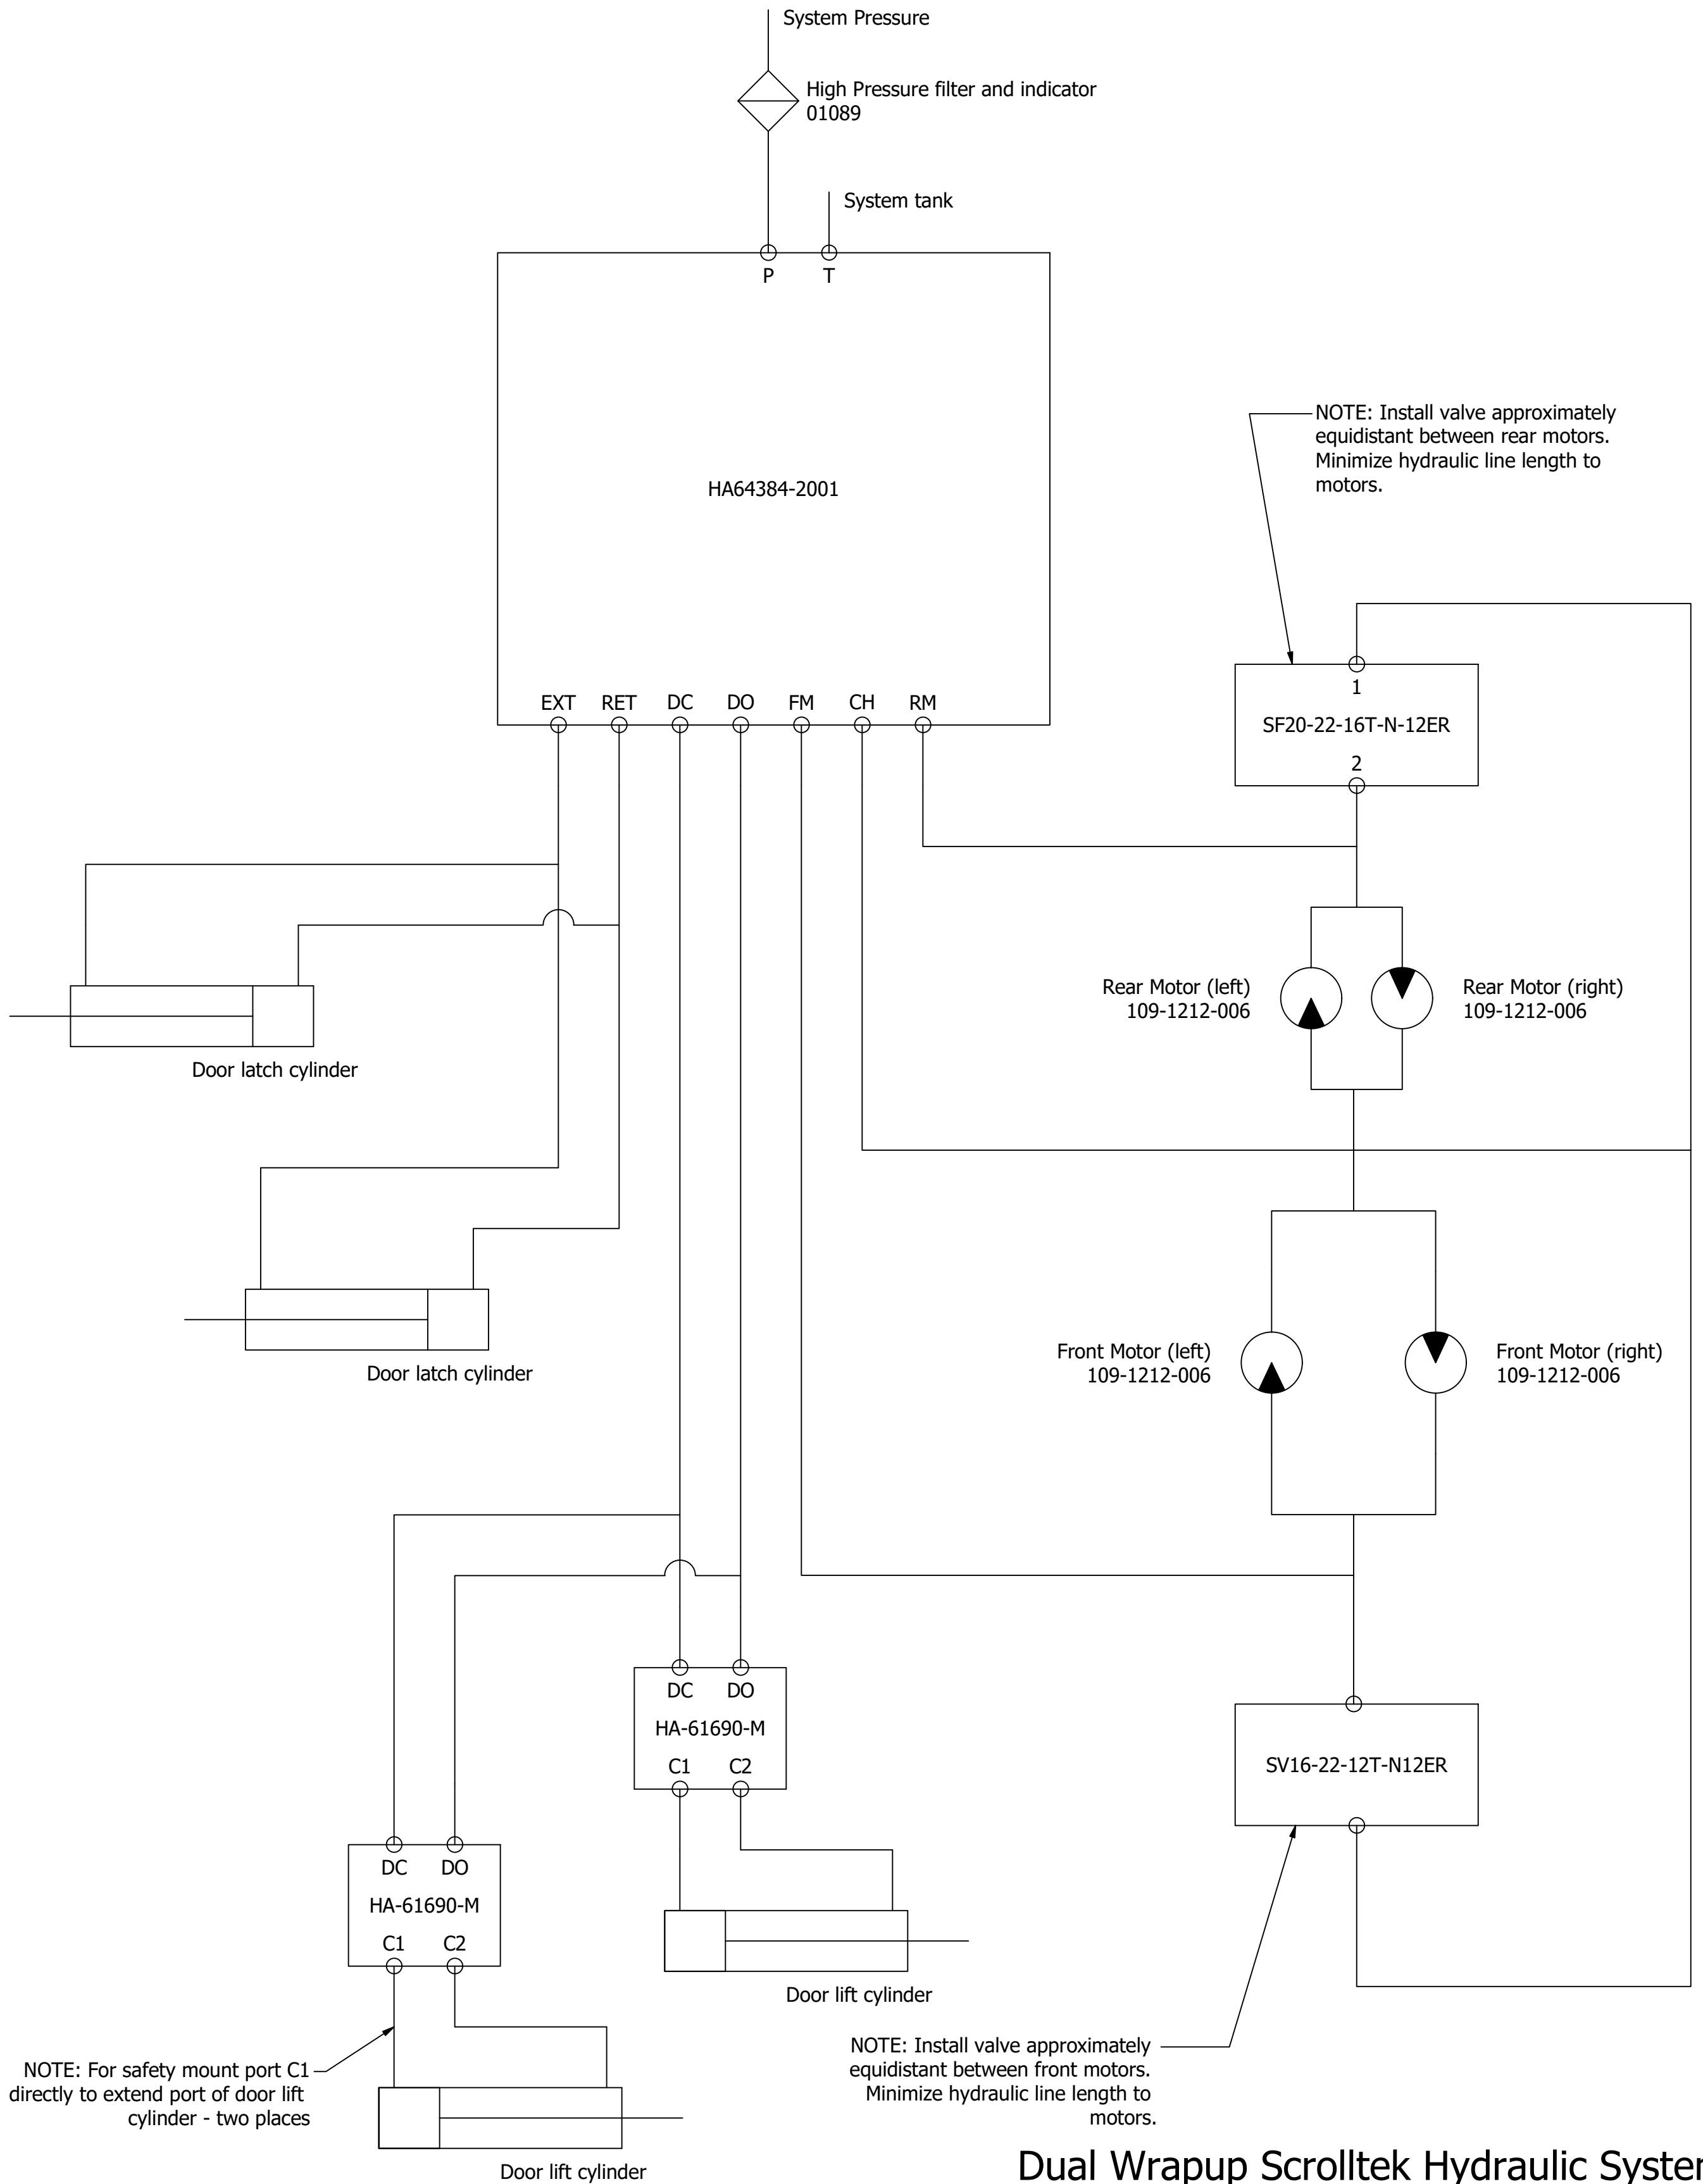 System Pressure
High Pressure filter and indicator
01089
System tank
P T
HA64384-2001
NOTE: Install valve approximately
equidistant between rear motors.
Minimize hydraulic line length to
motors.
EXT RET DC DO FM CH RM
1
SF20-22-16T-N-12ER
2
Rear Motor (left)
109-1212-006
Rear Motor (right)
109-1212-006
Door latch cylinder
Door latch cylinder
Front Motor (left)
109-1212-006
Front Motor (right)
109-1212-006
DC DO
HA-61690-M
C1 C2
SV16-22-12T-N12ER
DC DO
HA-61690-M
C1 C2
Door lift cylinder
NOTE: For safety mount port C1
directly to extend port of door lift
cylinder - two places
NOTE: Install valve approximately
equidistant between front motors.
Minimize hydraulic line length to
motors.
Door lift cylinder
Dual Wrapup Scrolltek Hydraulic